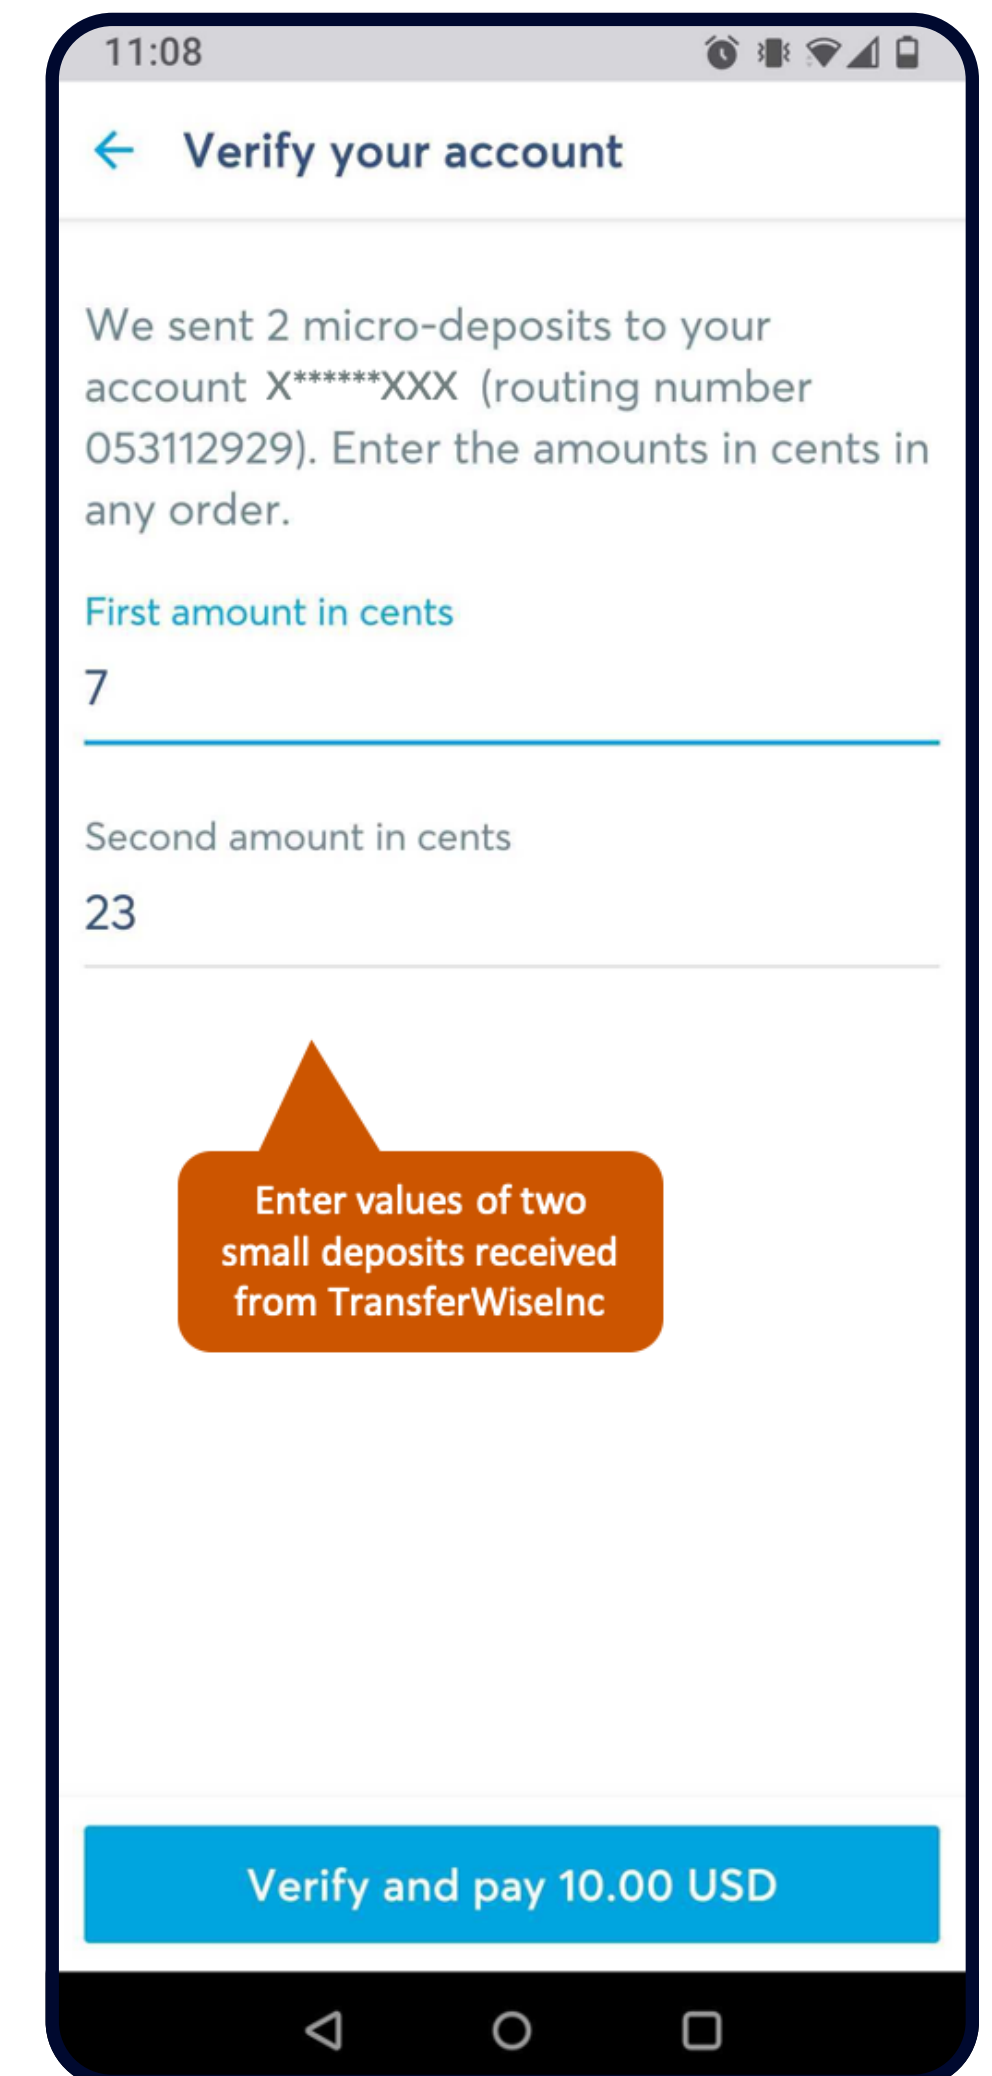 11:08
Verify your account
We sent 2 micro-deposits to your
account X******XXX (routing number
053112929). Enter the amounts in cents in
any order.
First amount in cents
7
Second amount in cents
23
Enter values of two
small deposits received
from TransferWiseInc
Verify and pay 10.00 USD